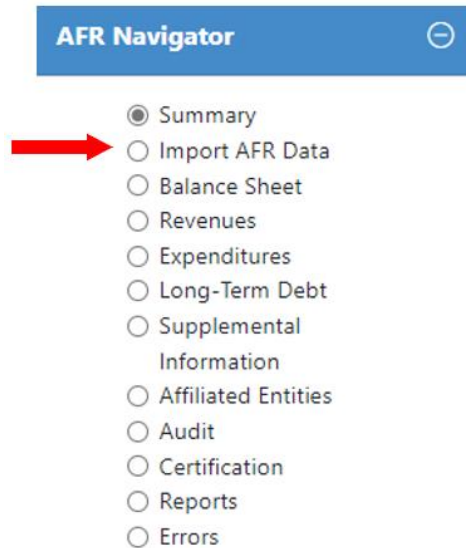 AFR Navigator
Summary
Import AFR Data
Balance Sheet
Revenues
Expenditures
Long-Term Debt
Supplemental
Information
Affiliated Entities
Audit
Certification
Reports
Errors